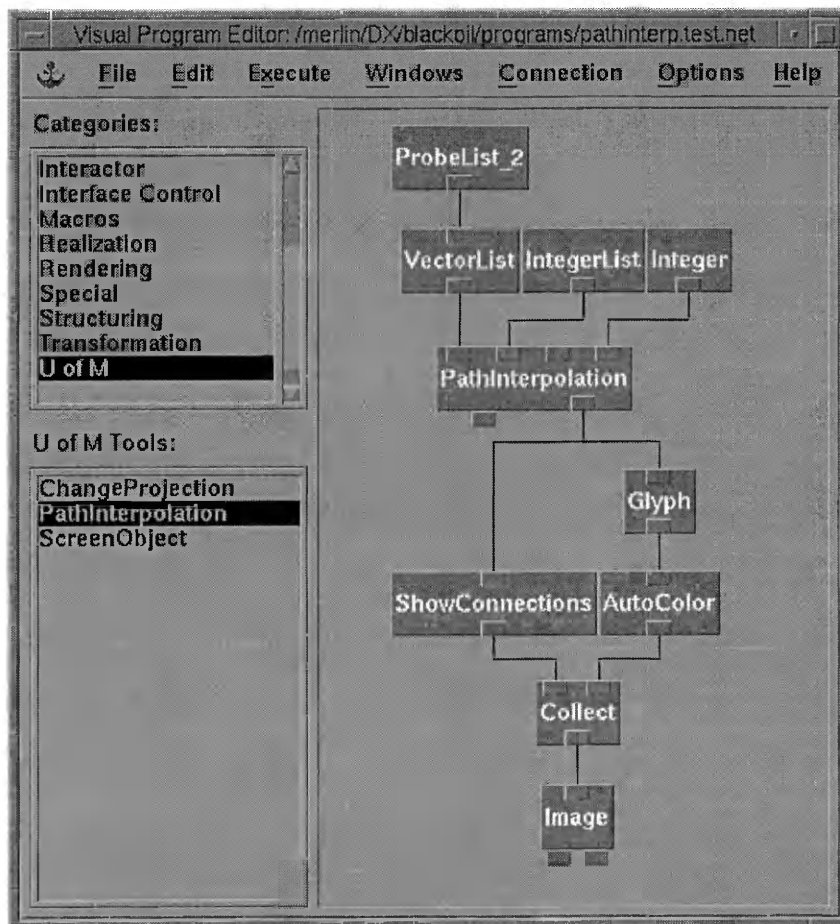 Visual Program Editor: /merlin/DX/blackoil/programs/pathinterp.test.net
File Edit Execute Windows Connection Options Help
Categories:
Interactor
Interface Control
Macros
Realization
Rendering
Special
Structuring
Transformation
U of M
U of M Tools:
ChangeProjection
PathInterpolation
ScreenObject
ProbeList_2
VectorList IntegerList Integer
PathInterpolation
Glyph
ShowConnections AutoColor
Collect
Image